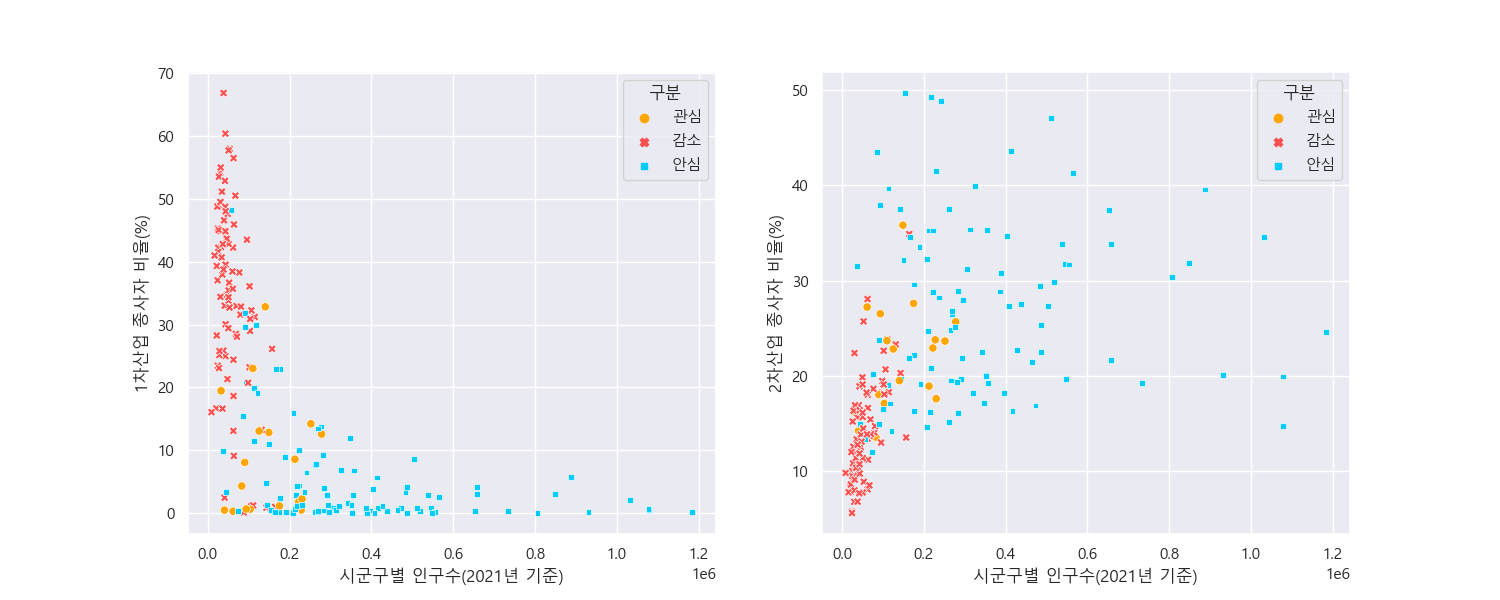 구분
관심
감소
안심
70
60
50
40
30
20
10
0
1차산업 종사자 비율(%)
0.0 0.2 0.4 0.6 0.8 1.0 1.2
1e6
시군구별 인구수(2021년 기준)
구분
관심
감소
안심
50
40
30
20
10
2차산업 종사자 비율(%)
0.0 0.2 0.4 0.6 0.8 1.0 1.2
1e6
시군구별 인구수(2021년 기준)